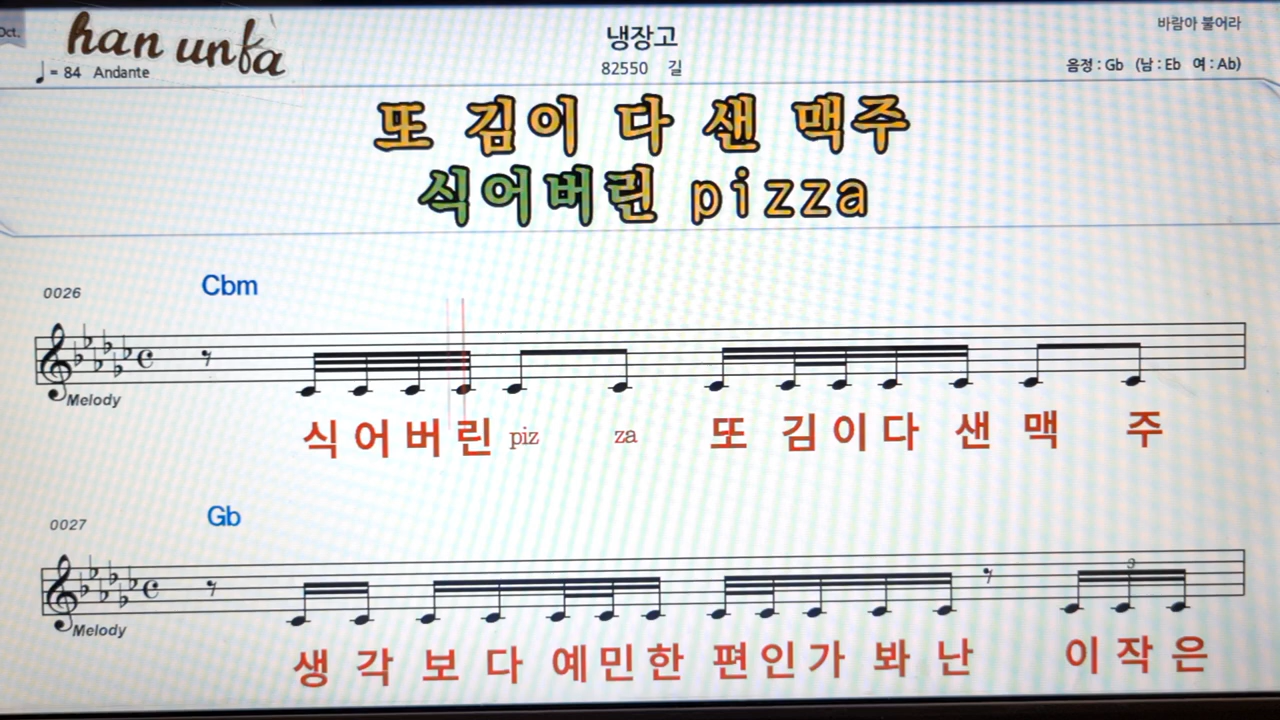 Oct.
han unfa
♩ = 84 Andante
냉장고
82550 길
바람아 불어라
음정 : Gb (남 : Eb 여 : Ab)
또 김이 다 샌 맥주
식어버린 pizza
0026
Cbm
Melody
식 어 버 린 piz za 또 김 이 다 샌 맥 주
0027
Gb
3
Melody
생 각 보 다 예 민 한 편 인 가 봐 난 이 작 은